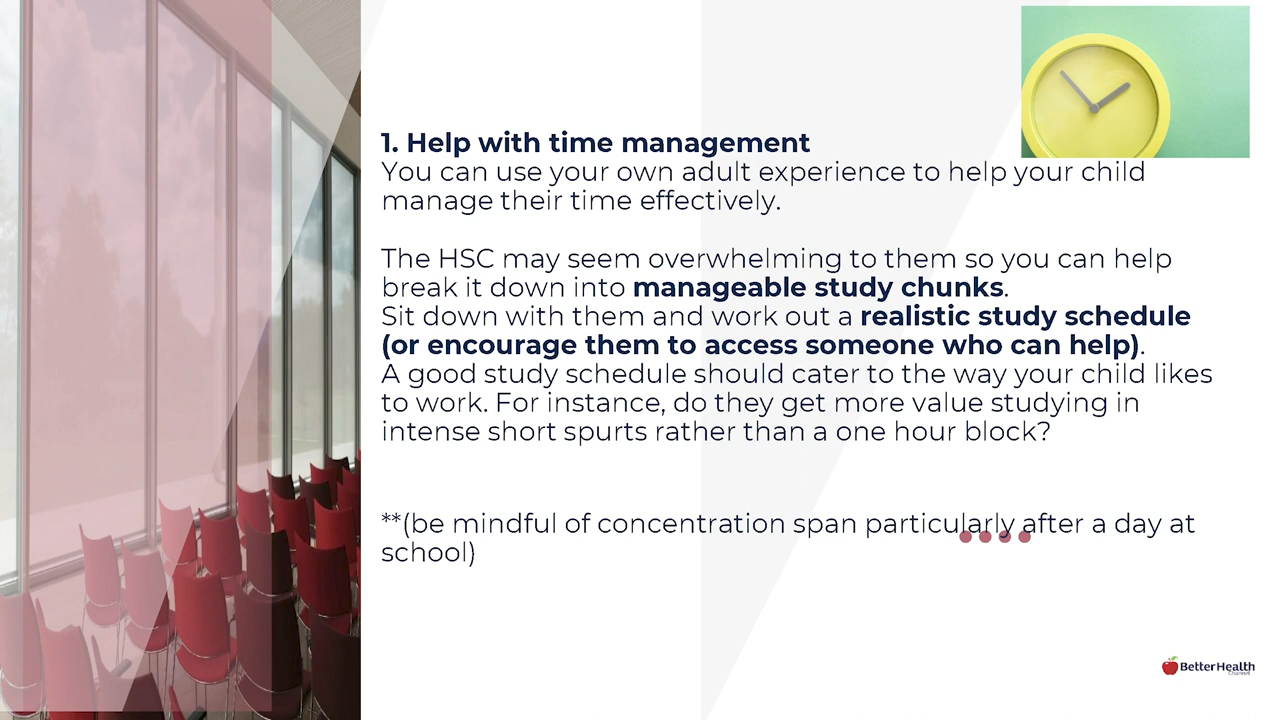 1. Help with time management
You can use your own adult experience to help your child
manage their time effectively.
The HSC may seem overwhelming to them so you can help
break it down into manageable study chunks.
Sit down with them and work out a realistic study schedule
(or encourage them to access someone who can help).
A good study schedule should cater to the way your child likes
to work. For instance, do they get more value studying in
intense short spurts rather than a one hour block?
**(be mindful of concentration span particularly after a day at
school)
BetterHealth
Channel